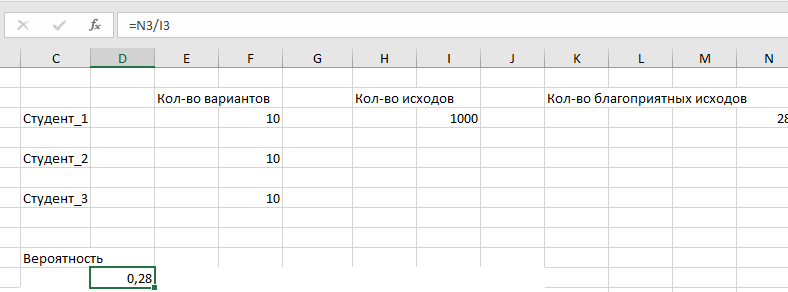 =N3/I3
C D E F G H I J K L M N
Кол-во вариантов Кол-во исходов Кол-во благоприятных исходов
Студент_1 10 1000 28
Студент_2 10
Студент_3 10
Вероятность
0,28